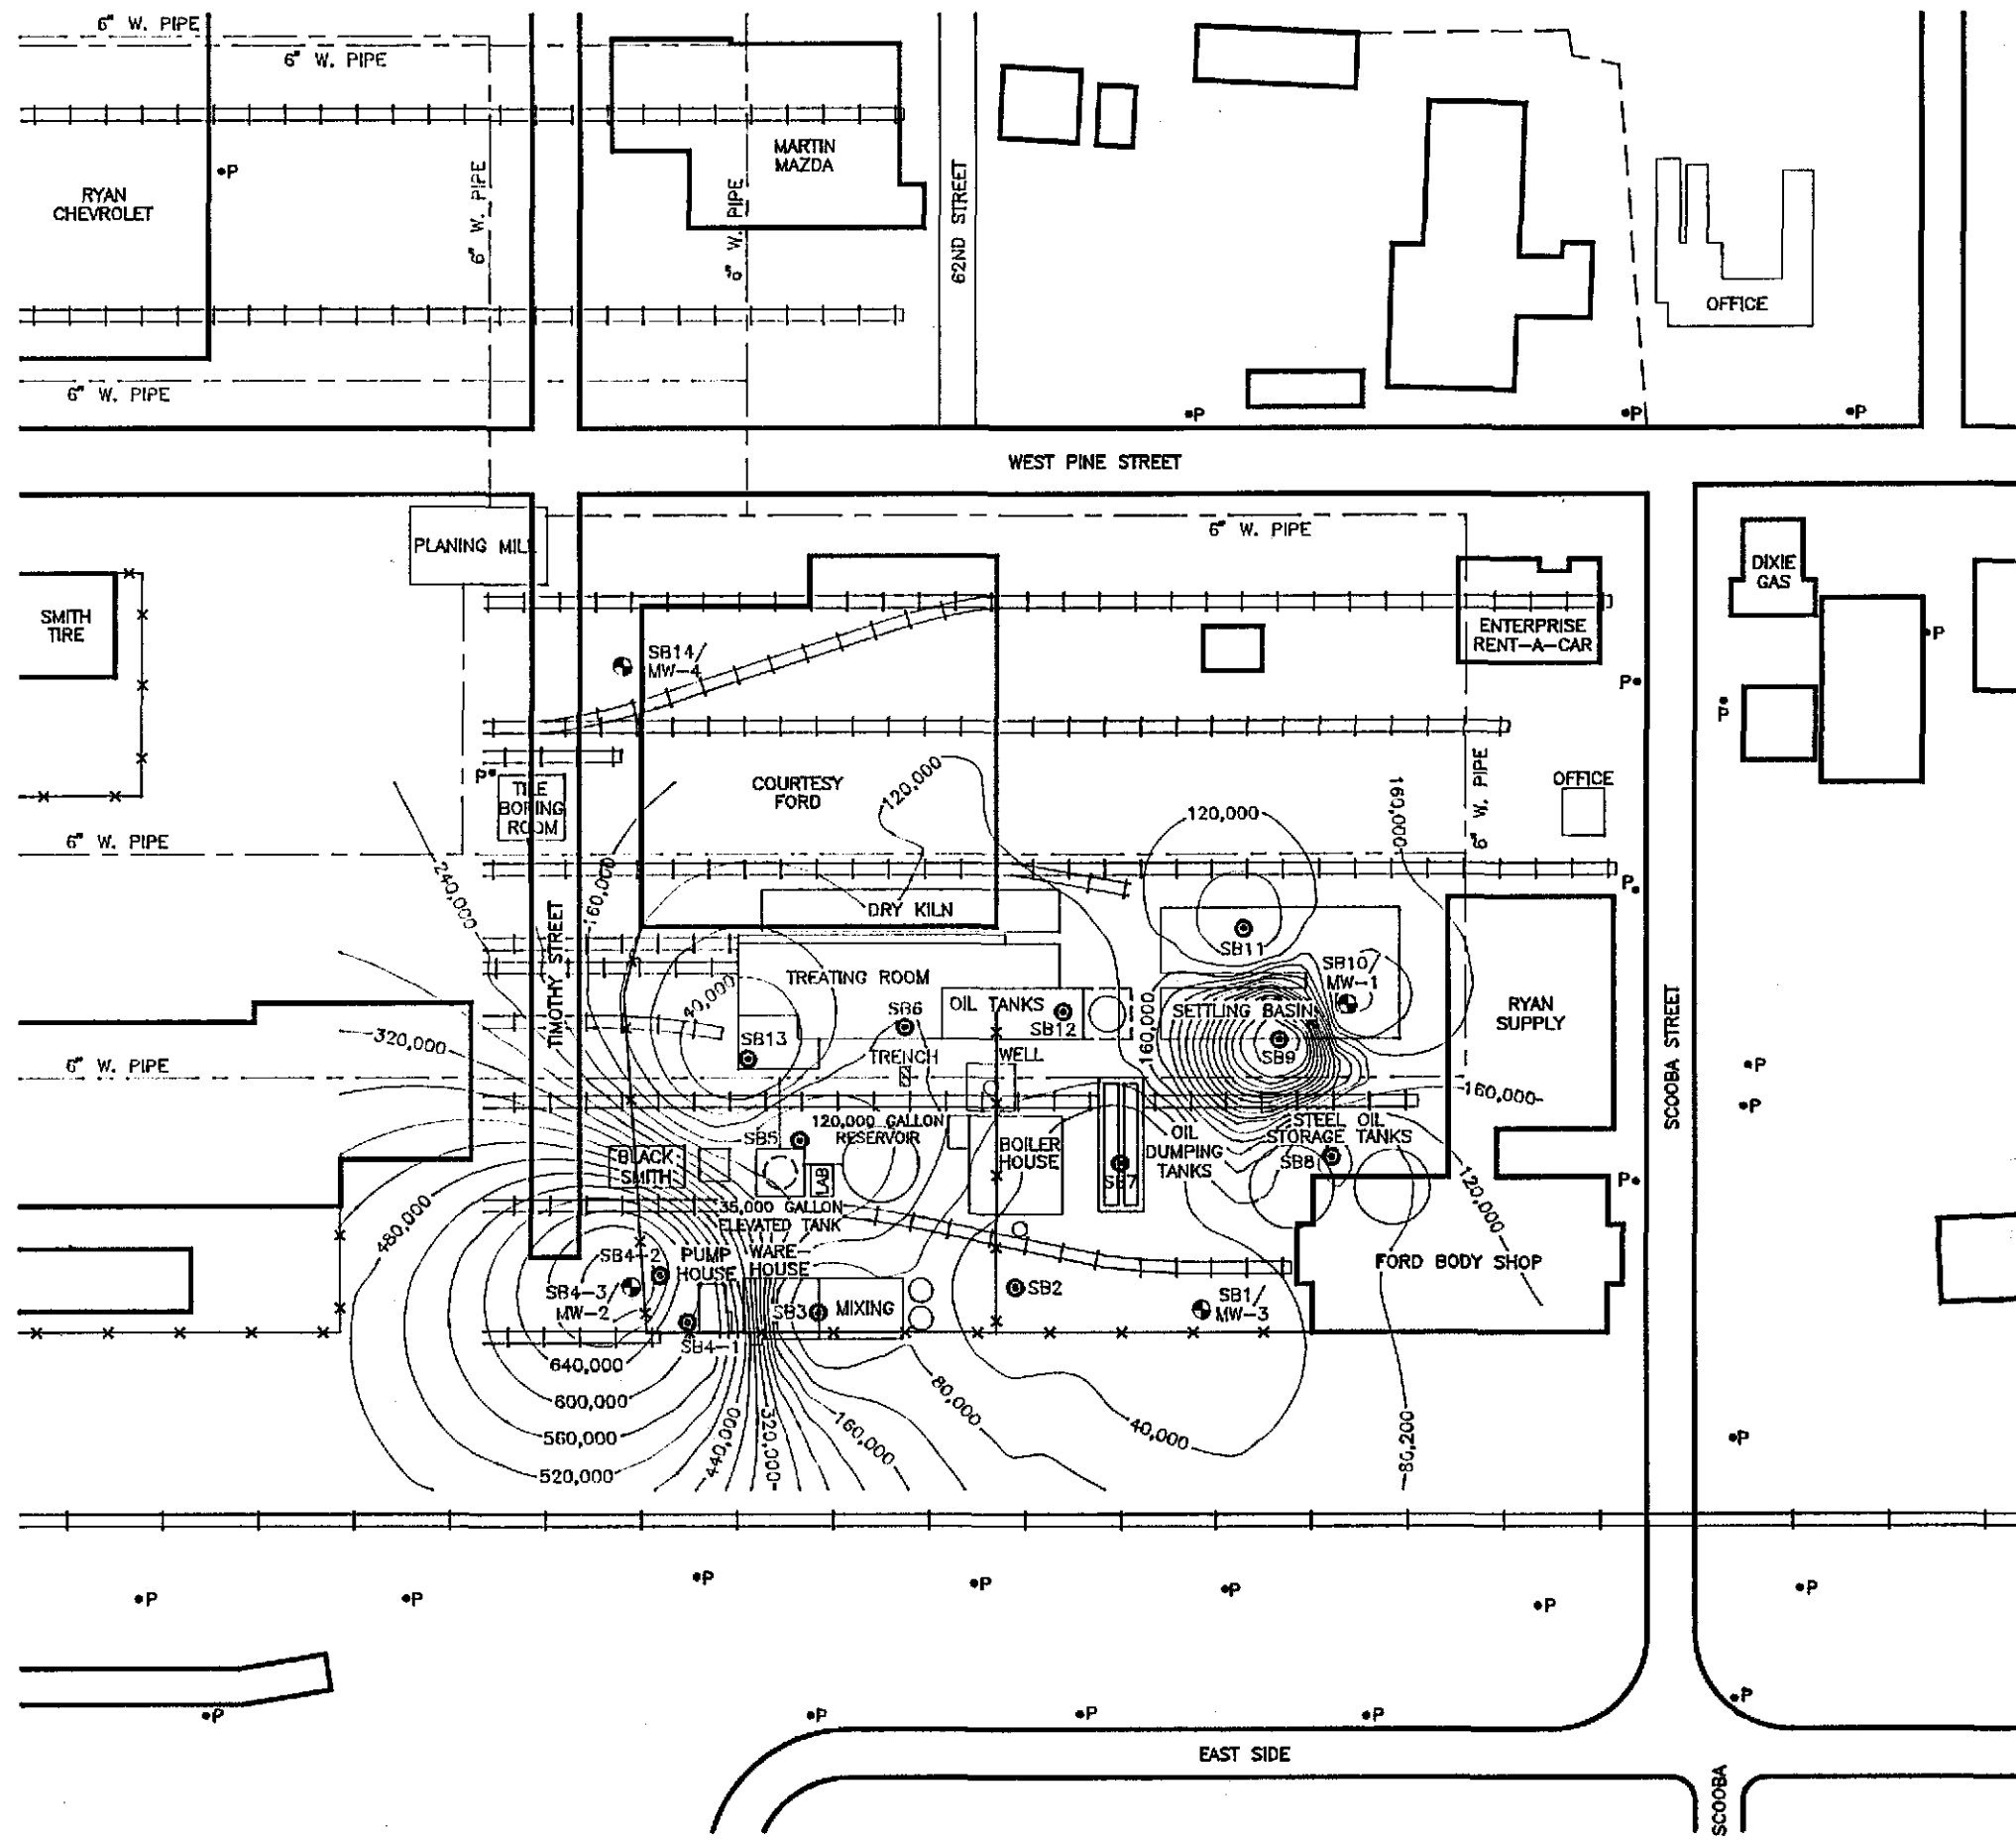 6" W. PIPE
6" W. PIPE
MARTIN
MAZDA
•P
RYAN
CHEVROLET
6" W. PIPE
6" W. PIPE
62ND STREET
OFFICE
6" W. PIPE
•P
•P
•P
WEST PINE STREET
6" W. PIPE
PLANING MILL
DIXIE
GAS
SMITH
TIRE
ENTERPRISE
RENT-A-CAR
•P
SB14/
MW-4
P•
•P
P•
TILE
BORING
ROOM
COURTESY
FORD
120,000
160,000
6" W. PIPE
OFFICE
120,000
6" W. PIPE
240,000
160,000
P•
DRY KILN
TIMOTHY STREET
SB11
TREATING ROOM
SB10/
MW-1
40,000
OIL TANKS
SETTLING BASIN
RYAN
SUPPLY
SB6
SB12
160,000
320,000
SB13
TRENCH
WELL
SB9
6" W. PIPE
•P
160,000
•P
SCOOBA STREET
120,000 GALLON
RESERVOIR
STEEL OIL
STORAGE TANKS
SB5
BOILER
HOUSE
OIL
DUMPING
TANKS
BLACK
SMITH
SB8
LAB
SB7
P•
120,000
35,000 GALLON
ELEVATED TANK
480,000
SB4-2
PUMP
HOUSE
WARE-
HOUSE
FORD BODY SHOP
SB4-3/
MW-2
SB3
MIXING
SB2
SB1/
MW-3
SB4-1
640,000
600,000
80,000
40,000
560,000
440,000
320,000
160,000
80,200
•P
520,000
•P
•P
•P
•P
•P
•P
•P
•P
•P
•P
•P
•P
EAST SIDE
SCOOBA